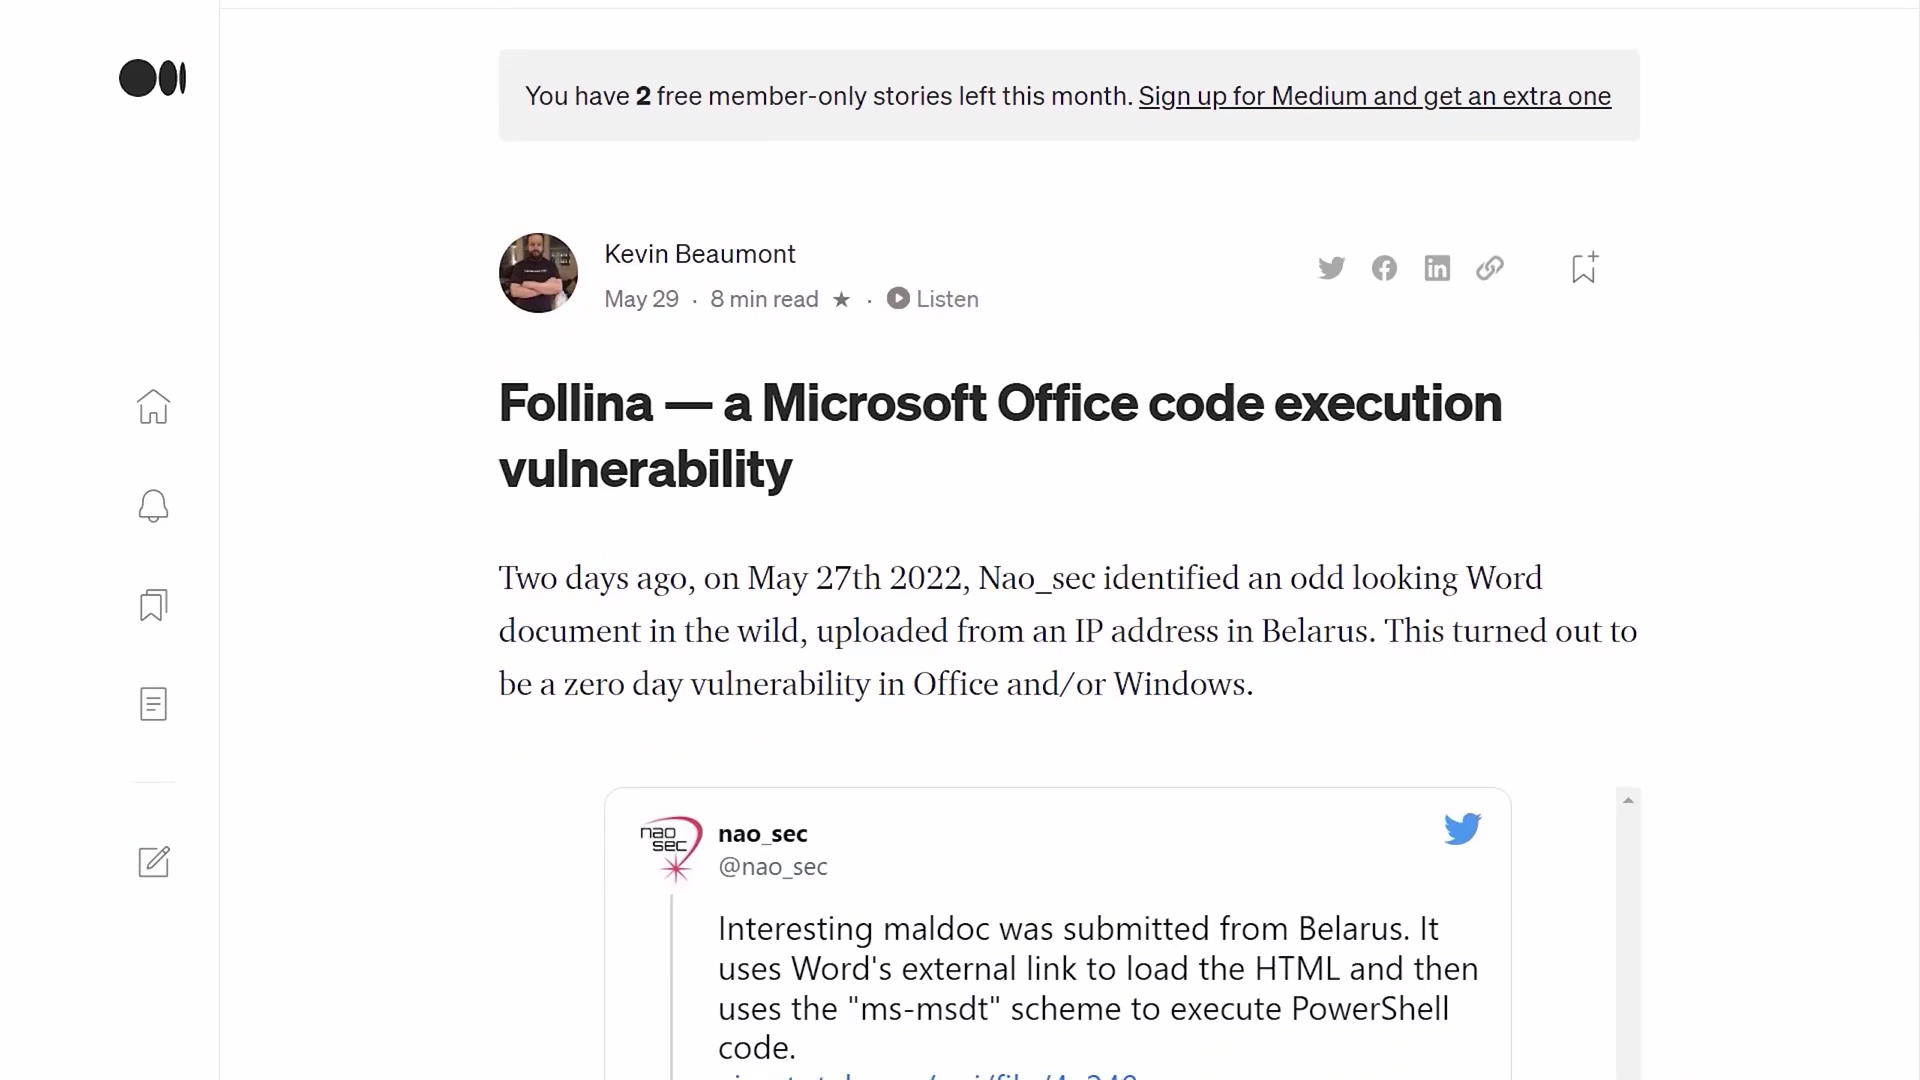 You have 2 free member-only stories left this month. Sign up for Medium and get an extra one
Kevin Beaumont
May 29 · 8 min read ★ · Listen
Follina — a Microsoft Office code execution
vulnerability
Two days ago, on May 27th 2022, Nao_sec identified an odd looking Word
document in the wild, uploaded from an IP address in Belarus. This turned out to
be a zero day vulnerability in Office and/or Windows.
nao
sec
nao_sec
@nao_sec
Interesting maldoc was submitted from Belarus. It
uses Word's external link to load the HTML and then
uses the "ms-msdt" scheme to execute PowerShell
code.